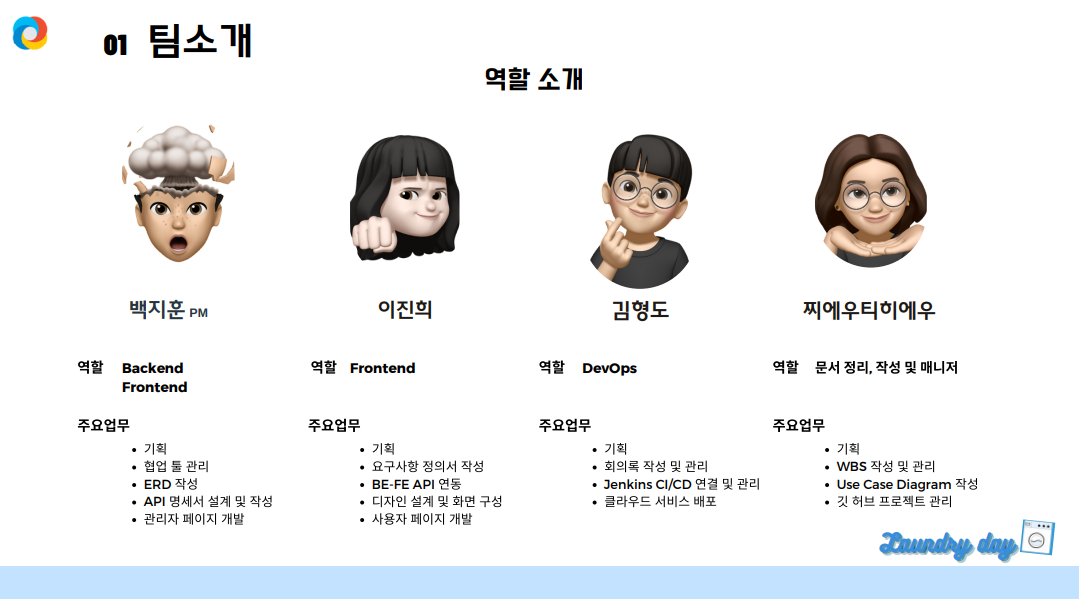 01 팀소개
역할 소개
백지훈 PM
역할 Backend
Frontend
주요업무
기획
협업 툴 관리
ERD 작성
API 명세서 설계 및 작성
관리자 페이지 개발
이진희
역할 Frontend
주요업무
기획
요구사항 정의서 작성
BE-FE API 연동
디자인 설계 및 화면 구성
사용자 페이지 개발
김형도
역할 DevOps
주요업무
기획
회의록 작성 및 관리
Jenkins CI/CD 연결 및 관리
클라우드 서비스 배포
찌에우티히에우
역할 문서 정리, 작성 및 매니저
주요업무
기획
WBS 작성 및 관리
Use Case Diagram 작성
깃 허브 프로젝트 관리
Laundry day